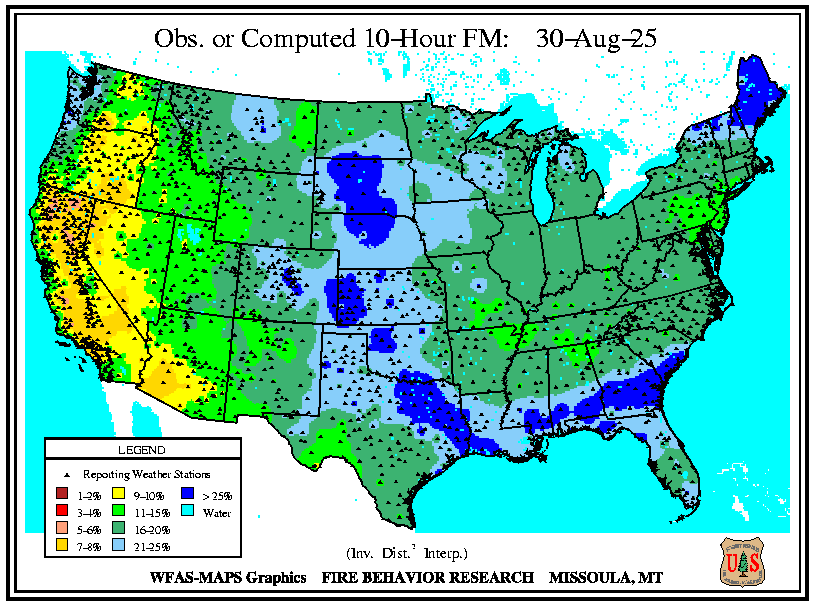 Obs. or Computed 10-Hour FM: 30-Aug-25
LEGEND
Reporting Weather Stations
1-2%
9-10%
> 25%
3-4%
11-15%
Water
5-6%
16-20%
7-8%
21-25%
(Inv. Dist.² Interp.)
WFAS-MAPS Graphics FIRE BEHAVIOR RESEARCH MISSOULA, MT
U S